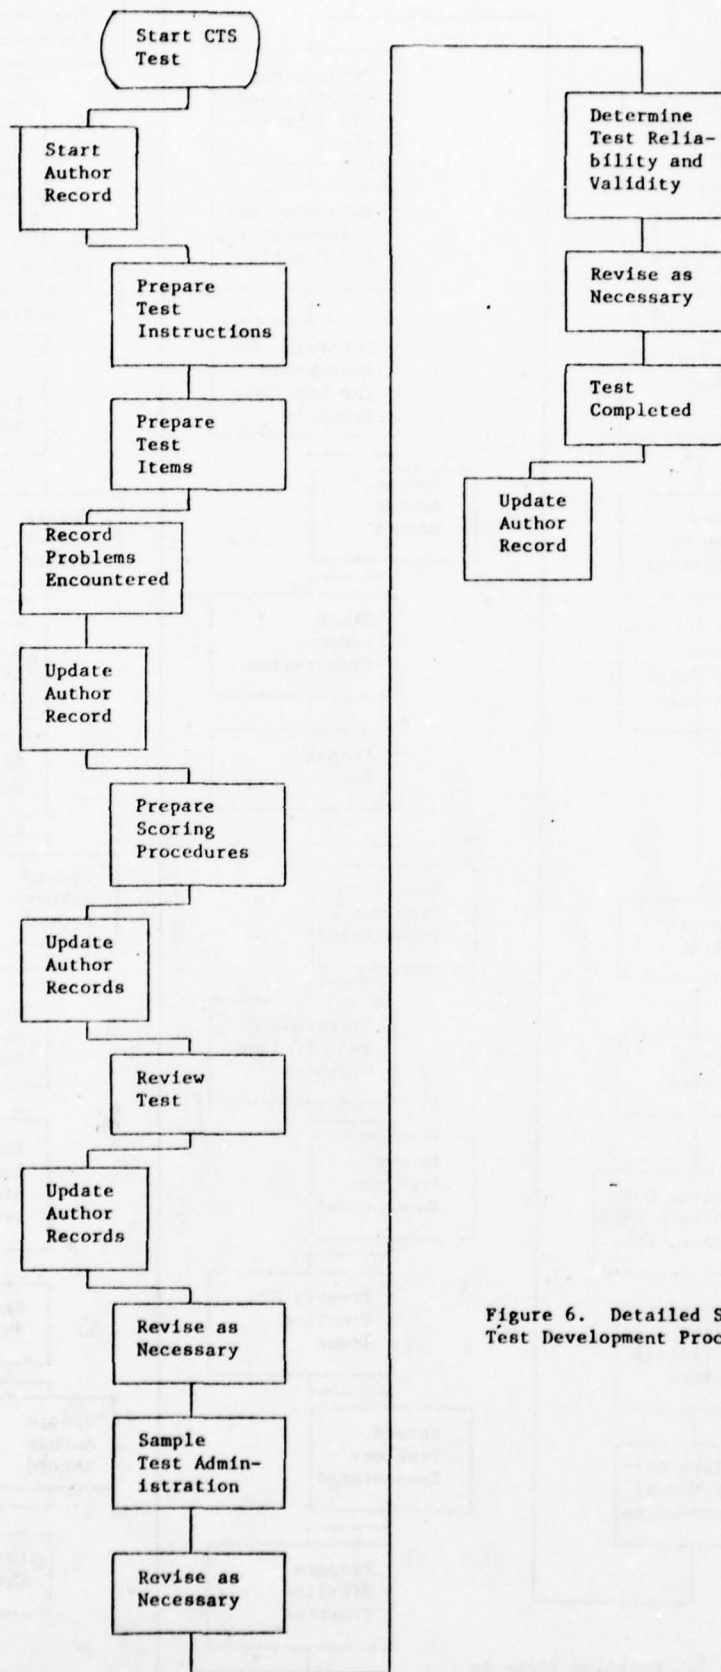 Start CTS
Test
Start
Author
Record
Prepare
Test
Instructions
Prepare
Test
Items
Record
Problems
Encountered
Update
Author
Record
Prepare
Scoring
Procedures
Update
Author
Records
Review
Test
Update
Author
Records
Revise as
Necessary
Sample
Test Admin-
istration
Revise as
Necessary
Determine
Test Relia-
bility and
Validity
Revise as
Necessary
Test
Completed
Update
Author
Record
Figure 6. Detailed S
Test Development Proc